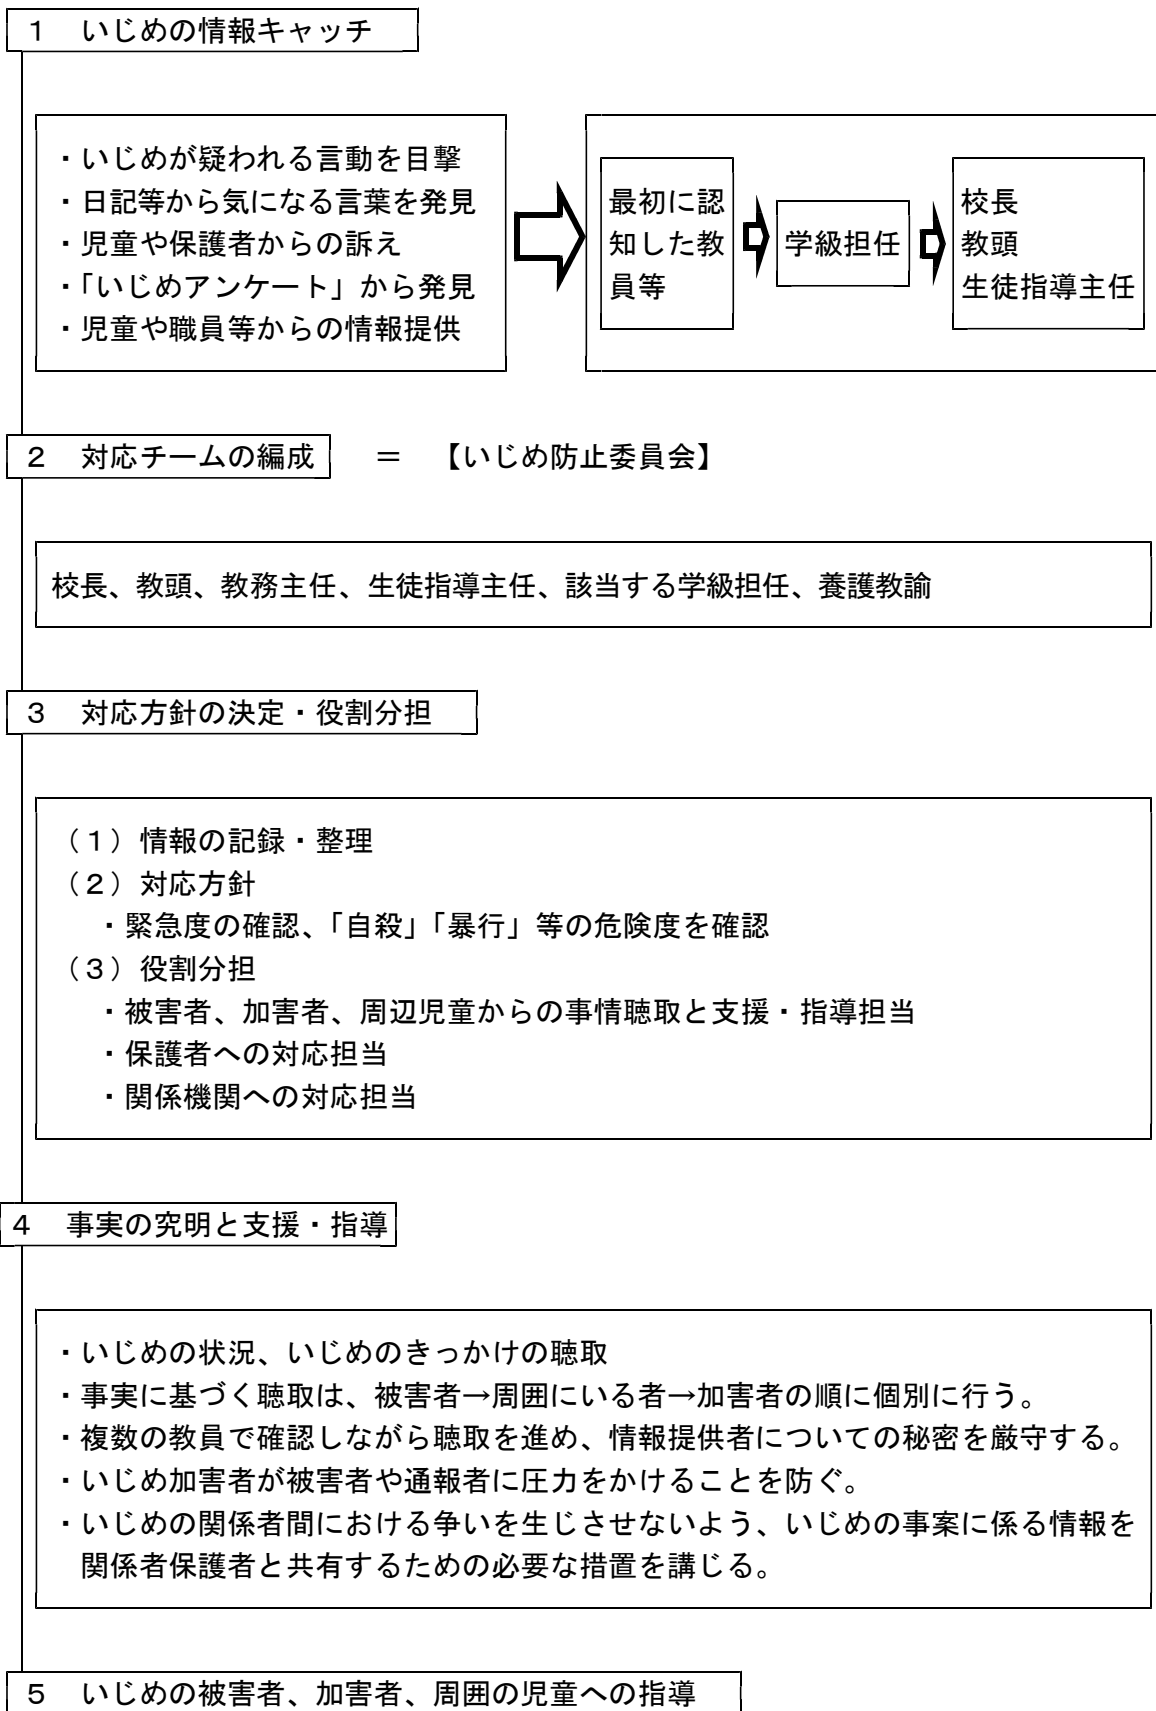 １　いじめの情報キャッチ
・いじめが疑われる言動を目撃
・日記等から気になる言葉を発見
・児童や保護者からの訴え
・「いじめアンケート」から発見
・児童や職員等からの情報提供
最初に認
知した教
員等
学級担任
校長
教頭
生徒指導主任
２　対応チームの編成　＝　【いじめ防止委員会】
校長、教頭、教務主任、生徒指導主任、該当する学級担任、養護教諭
３　対応方針の決定・役割分担
（１）情報の記録・整理
（２）対応方針
・緊急度の確認、「自殺」「暴行」等の危険度を確認
（３）役割分担
・被害者、加害者、周辺児童からの事情聴取と支援・指導担当
・保護者への対応担当
・関係機関への対応担当
４　事実の究明と支援・指導
・いじめの状況、いじめのきっかけの聴取
・事実に基づく聴取は、被害者→周囲にいる者→加害者の順に個別に行う。
・複数の教員で確認しながら聴取を進め、情報提供者についての秘密を厳守する。
・いじめ加害者が被害者や通報者に圧力をかけることを防ぐ。
・いじめの関係者間における争いを生じさせないよう、いじめの事案に係る情報を
関係者保護者と共有するための必要な措置を講じる。
５　いじめの被害者、加害者、周囲の児童への指導